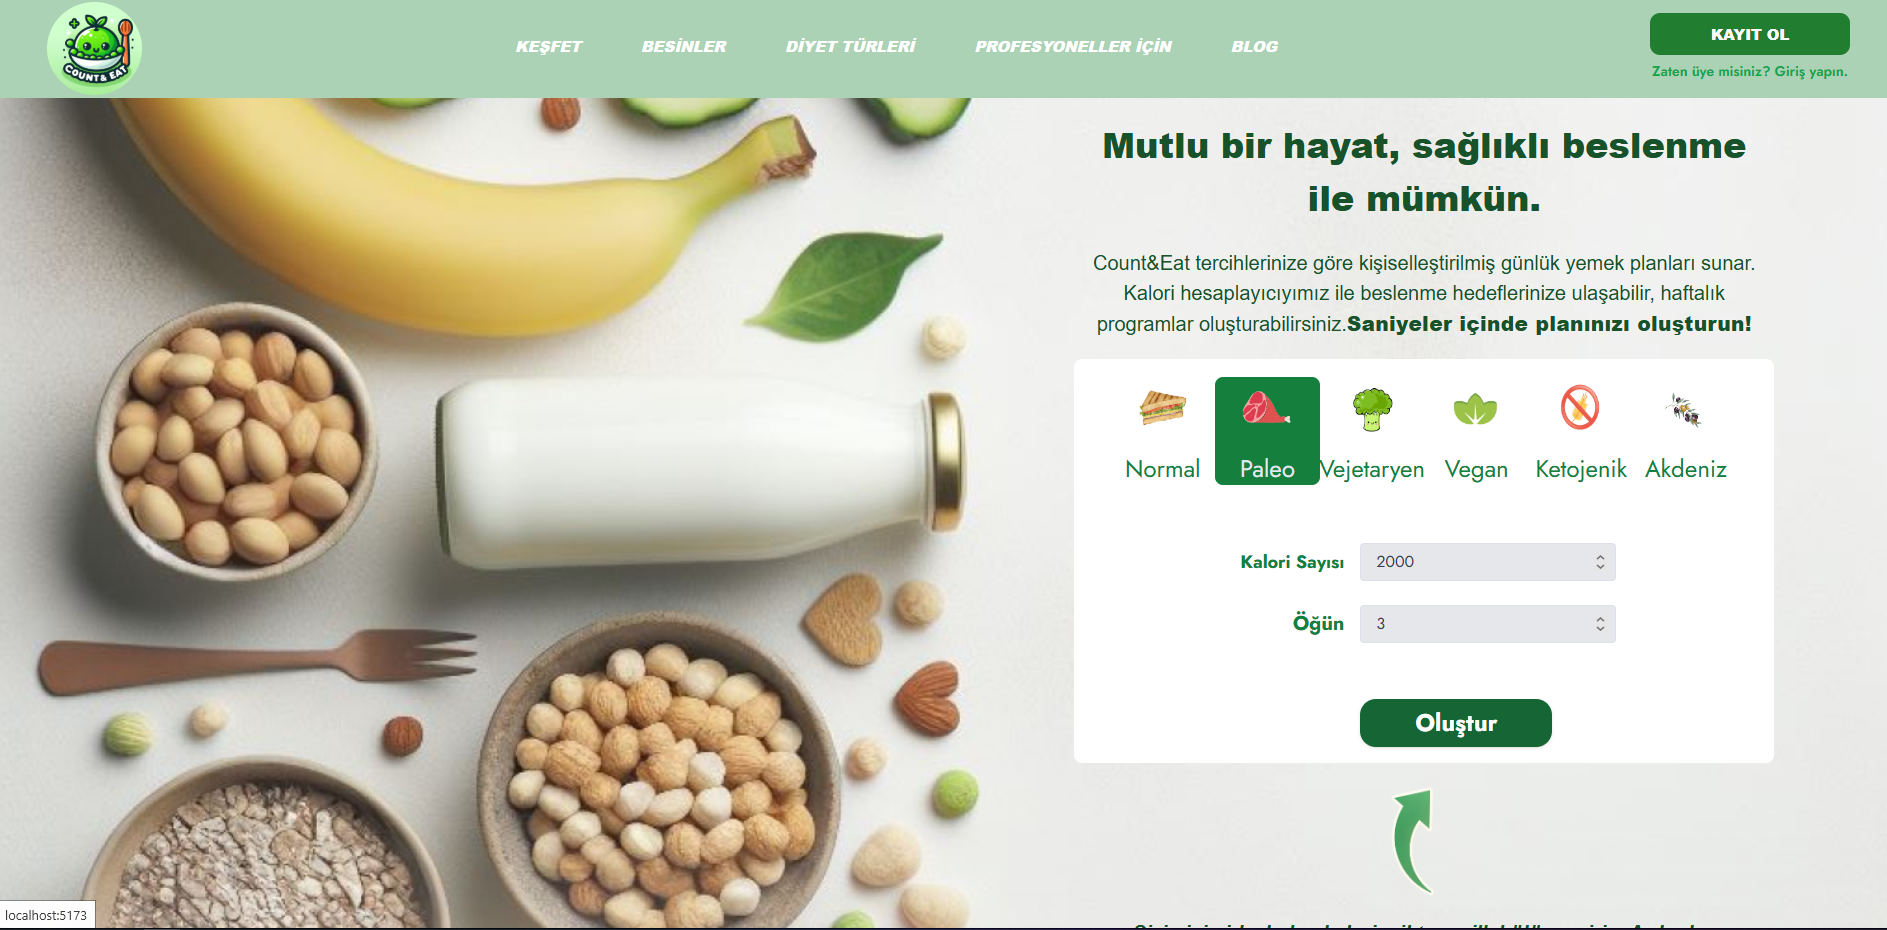 COUNT & EAT
KEŞFET
BESİNLER
DİYET TÜRLERİ
PROFESYONELLER İÇİN
BLOG
KAYIT OL
Zaten üye misiniz? Giriş yapın.
Mutlu bir hayat, sağlıklı beslenme
ile mümkün.
Count&Eat tercihlerinize göre kişiselleştirilmiş günlük yemek planları sunar.
Kalori hesaplayıcıyımız ile beslenme hedeflerinize ulaşabilir, haftalık
programlar oluşturabilirsiniz.Saniyeler içinde planınızı oluşturun!
Normal
Paleo
Vejetaryen
Vegan
Ketojenik
Akdeniz
Kalori Sayısı
2000
Öğün
3
Oluştur
localhost:5173